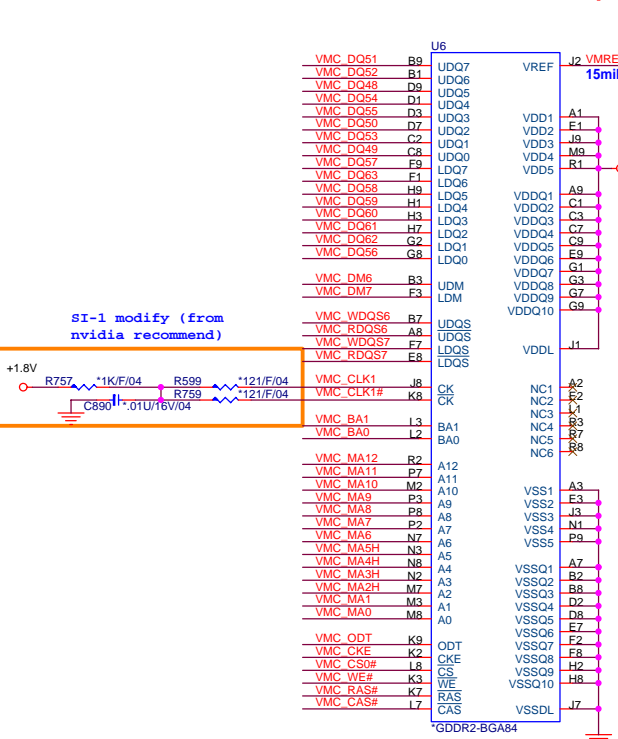 U6
VMC_DQ51 B9 UDQ7 VREF J2 VMRE
VMC_DQ52 B1 UDQ6 15mil
VMC_DQ48 D9 UDQ5
VMC_DQ54 D1 UDQ4
VMC_DQ55 D3 UDQ3 VDD1 A1
VMC_DQ50 D7 UDQ2 VDD2 E1
VMC_DQ53 C2 UDQ1 VDD3 J9
VMC_DQ49 C8 UDQ0 VDD4 M9
VMC_DQ57 F9 LDQ7 VDD5 R1
VMC_DQ63 F1 LDQ6
VMC_DQ58 H9 LDQ5 VDDQ1 A9
VMC_DQ59 H1 LDQ4 VDDQ2 C1
VMC_DQ60 H3 LDQ3 VDDQ3 C3
VMC_DQ61 H7 LDQ2 VDDQ4 C7
VMC_DQ62 G2 LDQ1 VDDQ5 C9
VMC_DQ56 G8 LDQ0 VDDQ6 E9
VDDQ7 G1
VMC_DM6 B3 UDM VDDQ8 G3
VMC_DM7 F3 LDM VDDQ9 G7
VDDQ10 G9
SI-1 modify (from
nvidia recommend)
VMC_WDQS6 B7 UDQS
VMC_RDQS6 A8 UDQS
VMC_WDQS7 F7 LDQS VDDL J1
VMC_RDQS7 E8 LDQS
+1.8V
R757 *1K/F/04 R599 *121/F/04 VMC_CLK1 J8 CK NC1 A2
R759 *121/F/04 VMC_CLK1# K8 CK NC2 E2
C890 *.01U/16V/04
NC3 L1
VMC_BA1 L3 BA1 NC4 R3
VMC_BA0 L2 BA0 NC5 R7
NC6 R8
VMC_MA12 R2 A12
VMC_MA11 P7 A11
VMC_MA10 M2 A10 VSS1 A3
VMC_MA9 P3 A9 VSS2 E3
VMC_MA8 P8 A8 VSS3 J3
VMC_MA7 P2 A7 VSS4 N1
VMC_MA6 N7 A6 VSS5 P9
VMC_MA5H N3 A5
VMC_MA4H N8 A4 VSSQ1 A7
VMC_MA3H N2 A3 VSSQ2 B2
VMC_MA2H M7 A2 VSSQ3 B8
VMC_MA1 M3 A1 VSSQ4 D2
VMC_MA0 M8 A0 VSSQ5 D8
VSSQ6 E7
VMC_ODT K9 ODT VSSQ7 F2
VMC_CKE K2 CKE VSSQ8 F8
VMC_CS0# L8 CS VSSQ9 H2
VMC_WE# K3 WE VSSQ10 H8
VMC_RAS# K7 RAS
VMC_CAS# L7 CAS VSSDL J7
*GDDR2-BGA84